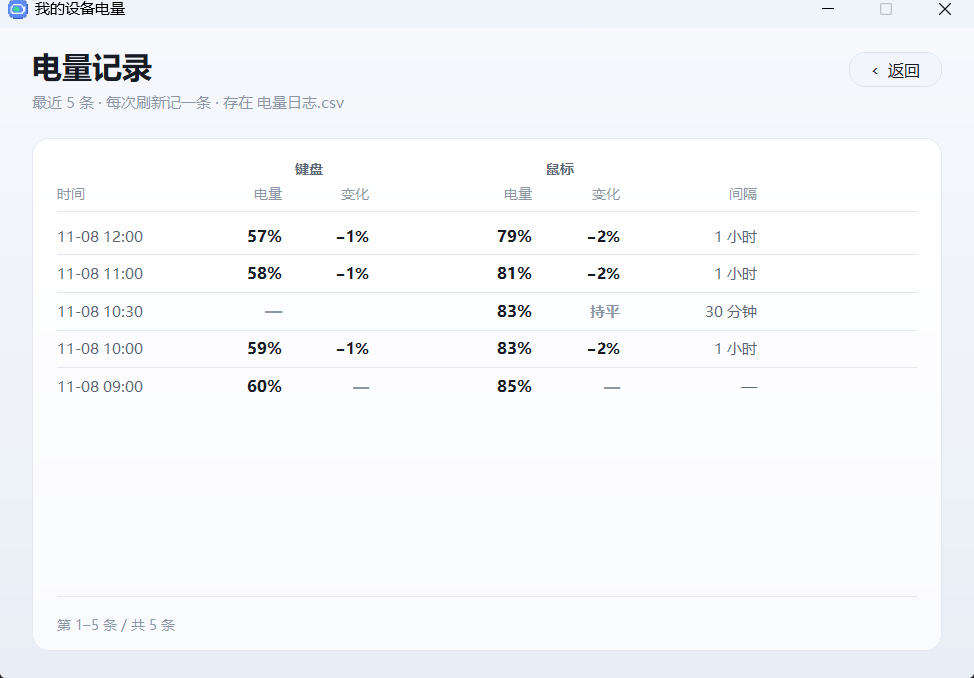 我的设备电量
电量记录
‹ 返回
最近 5 条 · 每次刷新记一条 · 存在 电量日志.csv
键盘 鼠标
时间 电量 变化 电量 变化 间隔
11-08 12:00 57% −1% 79% −2% 1 小时
11-08 11:00 58% −1% 81% −2% 1 小时
11-08 10:30 — 83% 持平 30 分钟
11-08 10:00 59% −1% 83% −2% 1 小时
11-08 09:00 60% — 85% — —
第 1–5 条 / 共 5 条